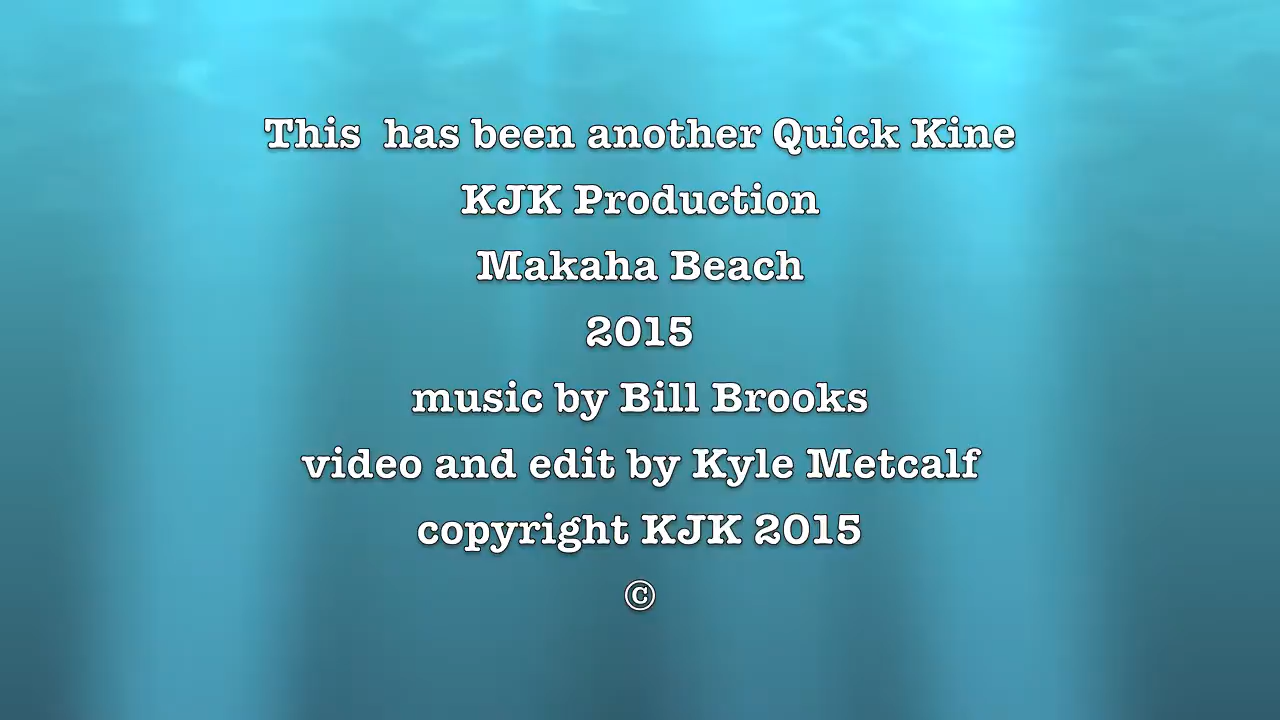 This  has been another Quick Kine
KJK Production
Makaha Beach
2015
music by Bill Brooks
video and edit by Kyle Metcalf
copyright KJK 2015
©